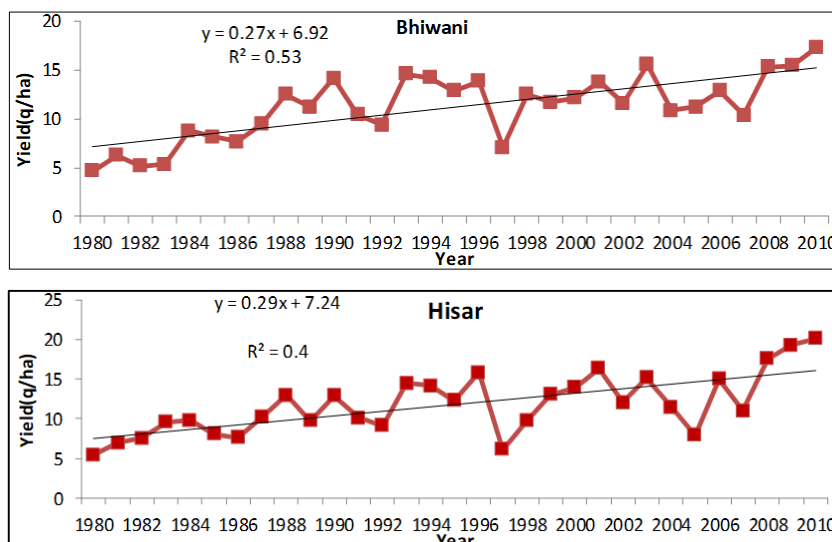 Bhiwani
y = 0.27x + 6.92
R² = 0.53
Yield(q/ha)
20
15
10
5
0
1980 1982 1984 1986 1988 1990 1992 1994 1996 1998 2000 2002 2004 2006 2008 2010
Year
Hisar
y = 0.29x + 7.24
R² = 0.4
Yield(q/ha)
25
20
15
10
5
0
1980 1982 1984 1986 1988 1990 1992 1994 1996 1998 2000 2002 2004 2006 2008 2010
Year